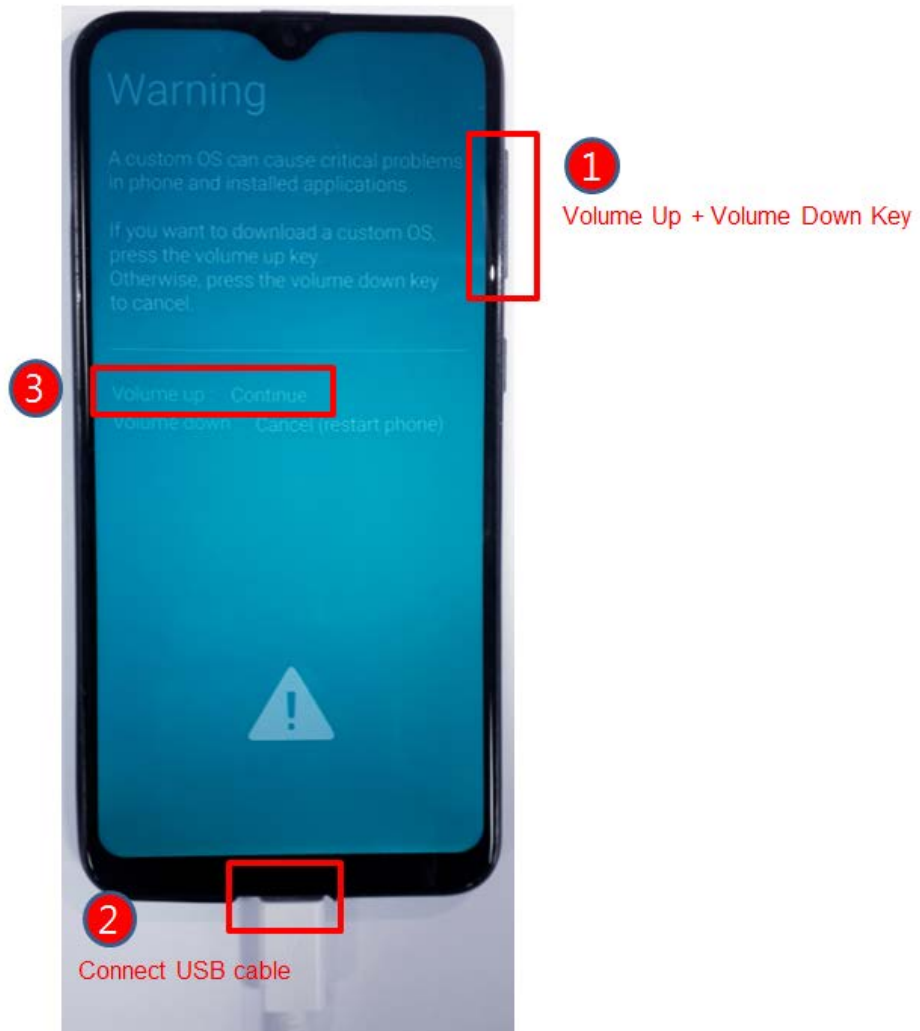 Warning
A custom OS can cause critical problems
in phone and installed applications
If you want to download a custom OS,
press the volume up key
Otherwise, press the volume down key
to cancel.
1
Volume Up + Volume Down Key
3
Volume up : Continue
Volume down : Cancel (restart phone)
2
Connect USB cable